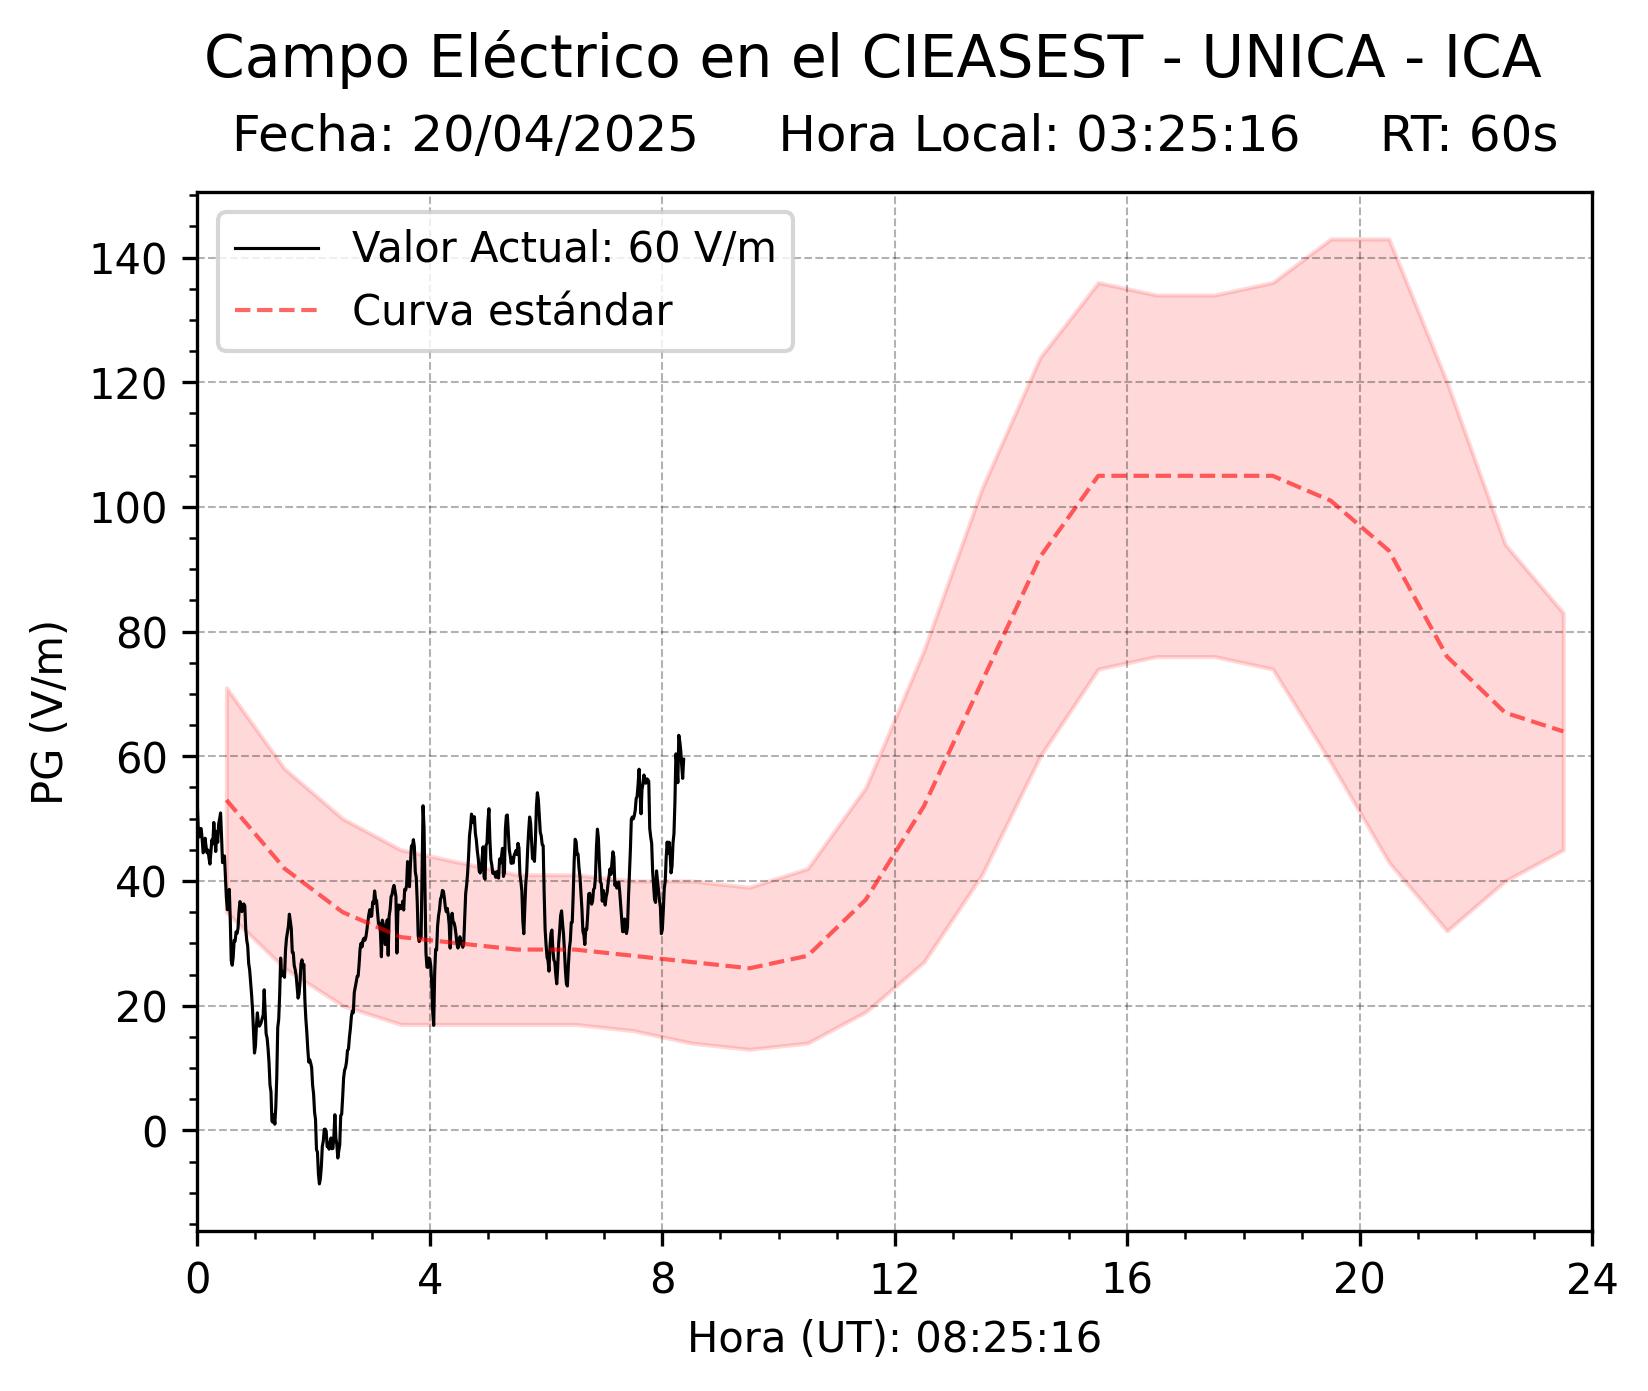 Campo Eléctrico en el CIEASEST - UNICA - ICA
Fecha: 20/04/2025 Hora Local: 03:25:16 RT: 60s
Valor Actual: 60 V/m
Curva estándar
PG (V/m)
140
120
100
80
60
40
20
0
0 4 8 12 16 20 24
Hora (UT): 08:25:16